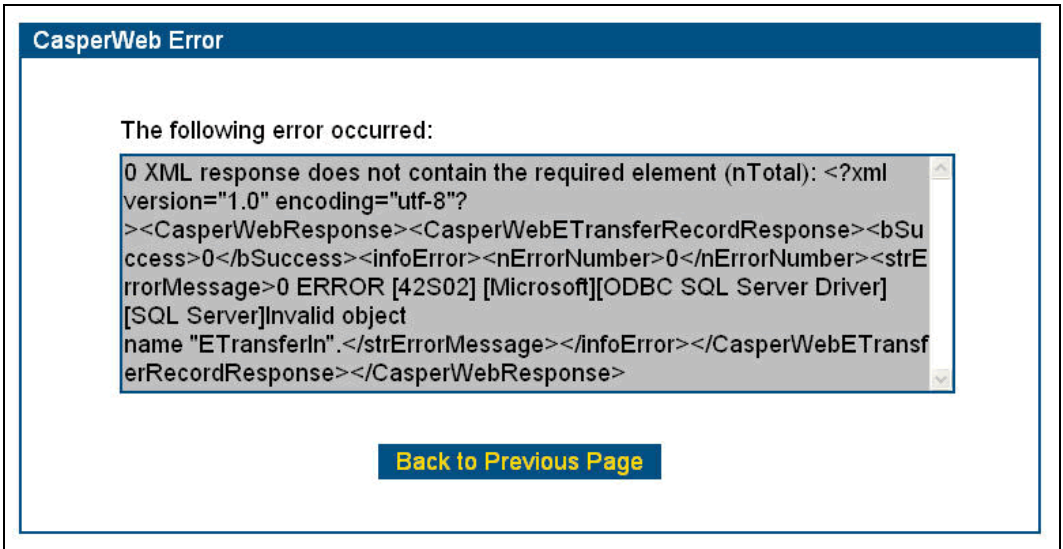 CasperWeb Error
The following error occurred:
0 XML response does not contain the required element (nTotal): <?xml
version="1.0" encoding="utf-8"?
><CasperWebResponse><CasperWebETransferRecordResponse><bSu
ccess>0</bSuccess><infoError><nErrorNumber>0</nErrorNumber><strE
rrorMessage>0 ERROR [42S02] [Microsoft][ODBC SQL Server Driver]
[SQL Server]Invalid object
name "ETransferIn".</strErrorMessage></infoError></CasperWebETransf
erRecordResponse></CasperWebResponse>
Back to Previous Page